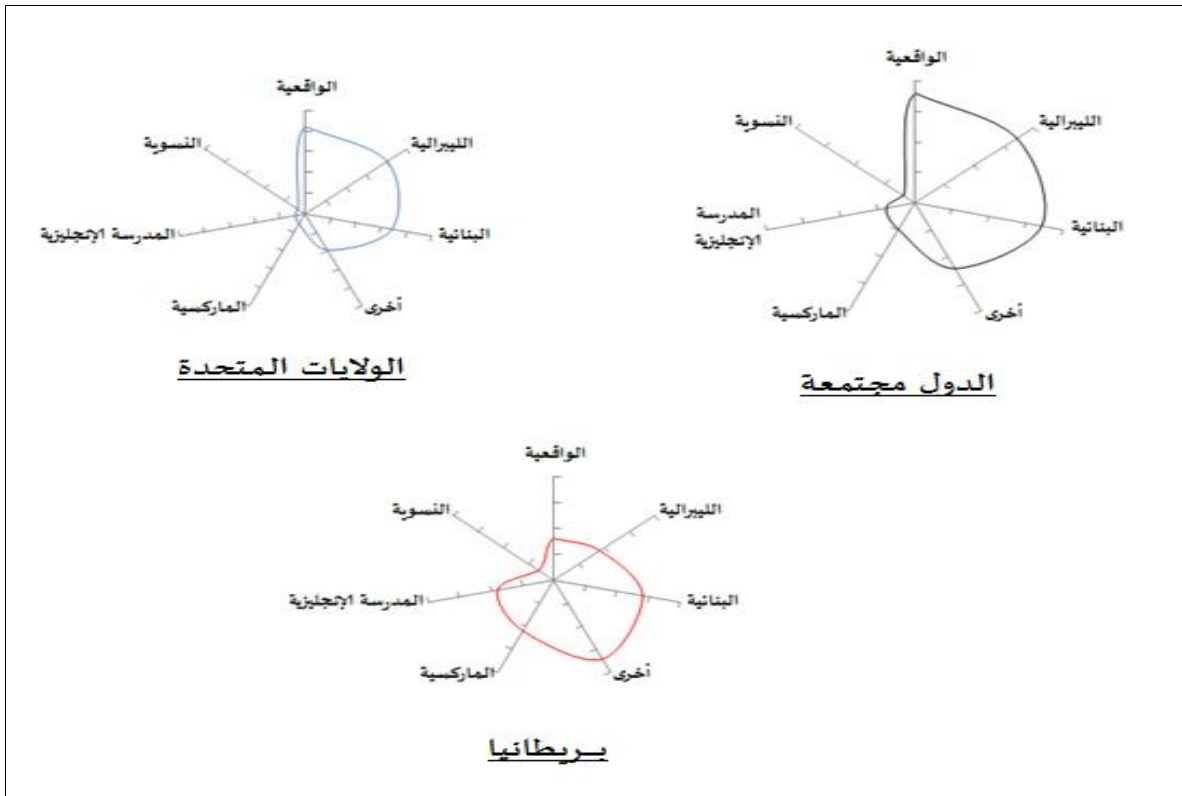 الواقعية
الليبرالية
البنائية
أخرى
الماركسية
المدرسة الإنجليزية
النسوية
الولايات المتحدة
الواقعية
الليبرالية
البنائية
أخرى
الماركسية
المدرسة
الإنجليزية
النسوية
الدول مجتمعة
الواقعية
الليبرالية
البنائية
أخرى
الماركسية
المدرسة الإنجليزية
النسوية
بريطانيا